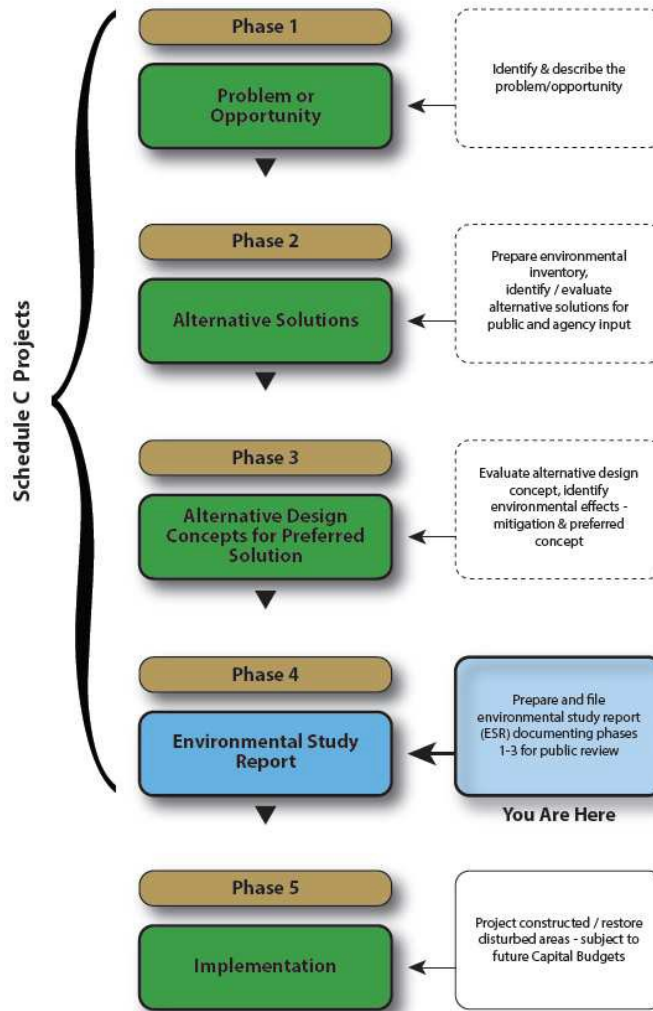 Schedule C Projects
Phase 1
Problem or
Opportunity
Identify & describe the
problem/opportunity
Phase 2
Alternative Solutions
Prepare environmental
inventory,
identify / evaluate
alternative solutions for
public and agency input
Phase 3
Alternative Design
Concepts for Preferred
Solution
Evaluate alternative design
concept, identify
environmental effects -
mitigation & preferred
concept
Phase 4
Environmental Study
Report
Prepare and file
environmental study report
(ESR) documenting phases
1-3 for public review
You Are Here
Phase 5
Implementation
Project constructed / restore
disturbed areas - subject to
future Capital Budgets